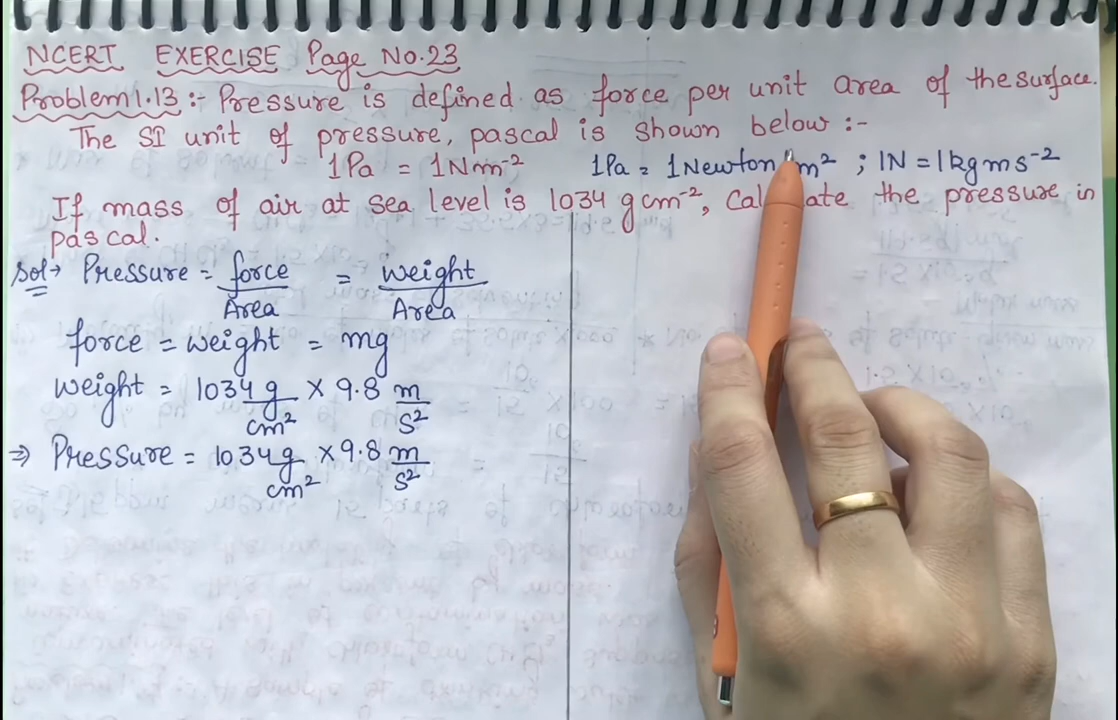 NCERT EXERCISE Page No.23
Problem 1.13 :- Pressure is defined as force per unit area of the surface.
The SI unit of pressure, pascal is shown below :-
1Pa = 1Nm⁻² 1Pa = 1Newton m² ; 1N = 1kgms⁻²
If mass of air at sea level is 1034 g cm⁻², the pressure in
pascal.
Sol→ Pressure = force/Area = weight/Area
force = weight = mg
weight = 1034 g/cm² × 9.8 m/s²
⇒ Pressure = 1034 g/cm² × 9.8 m/s²